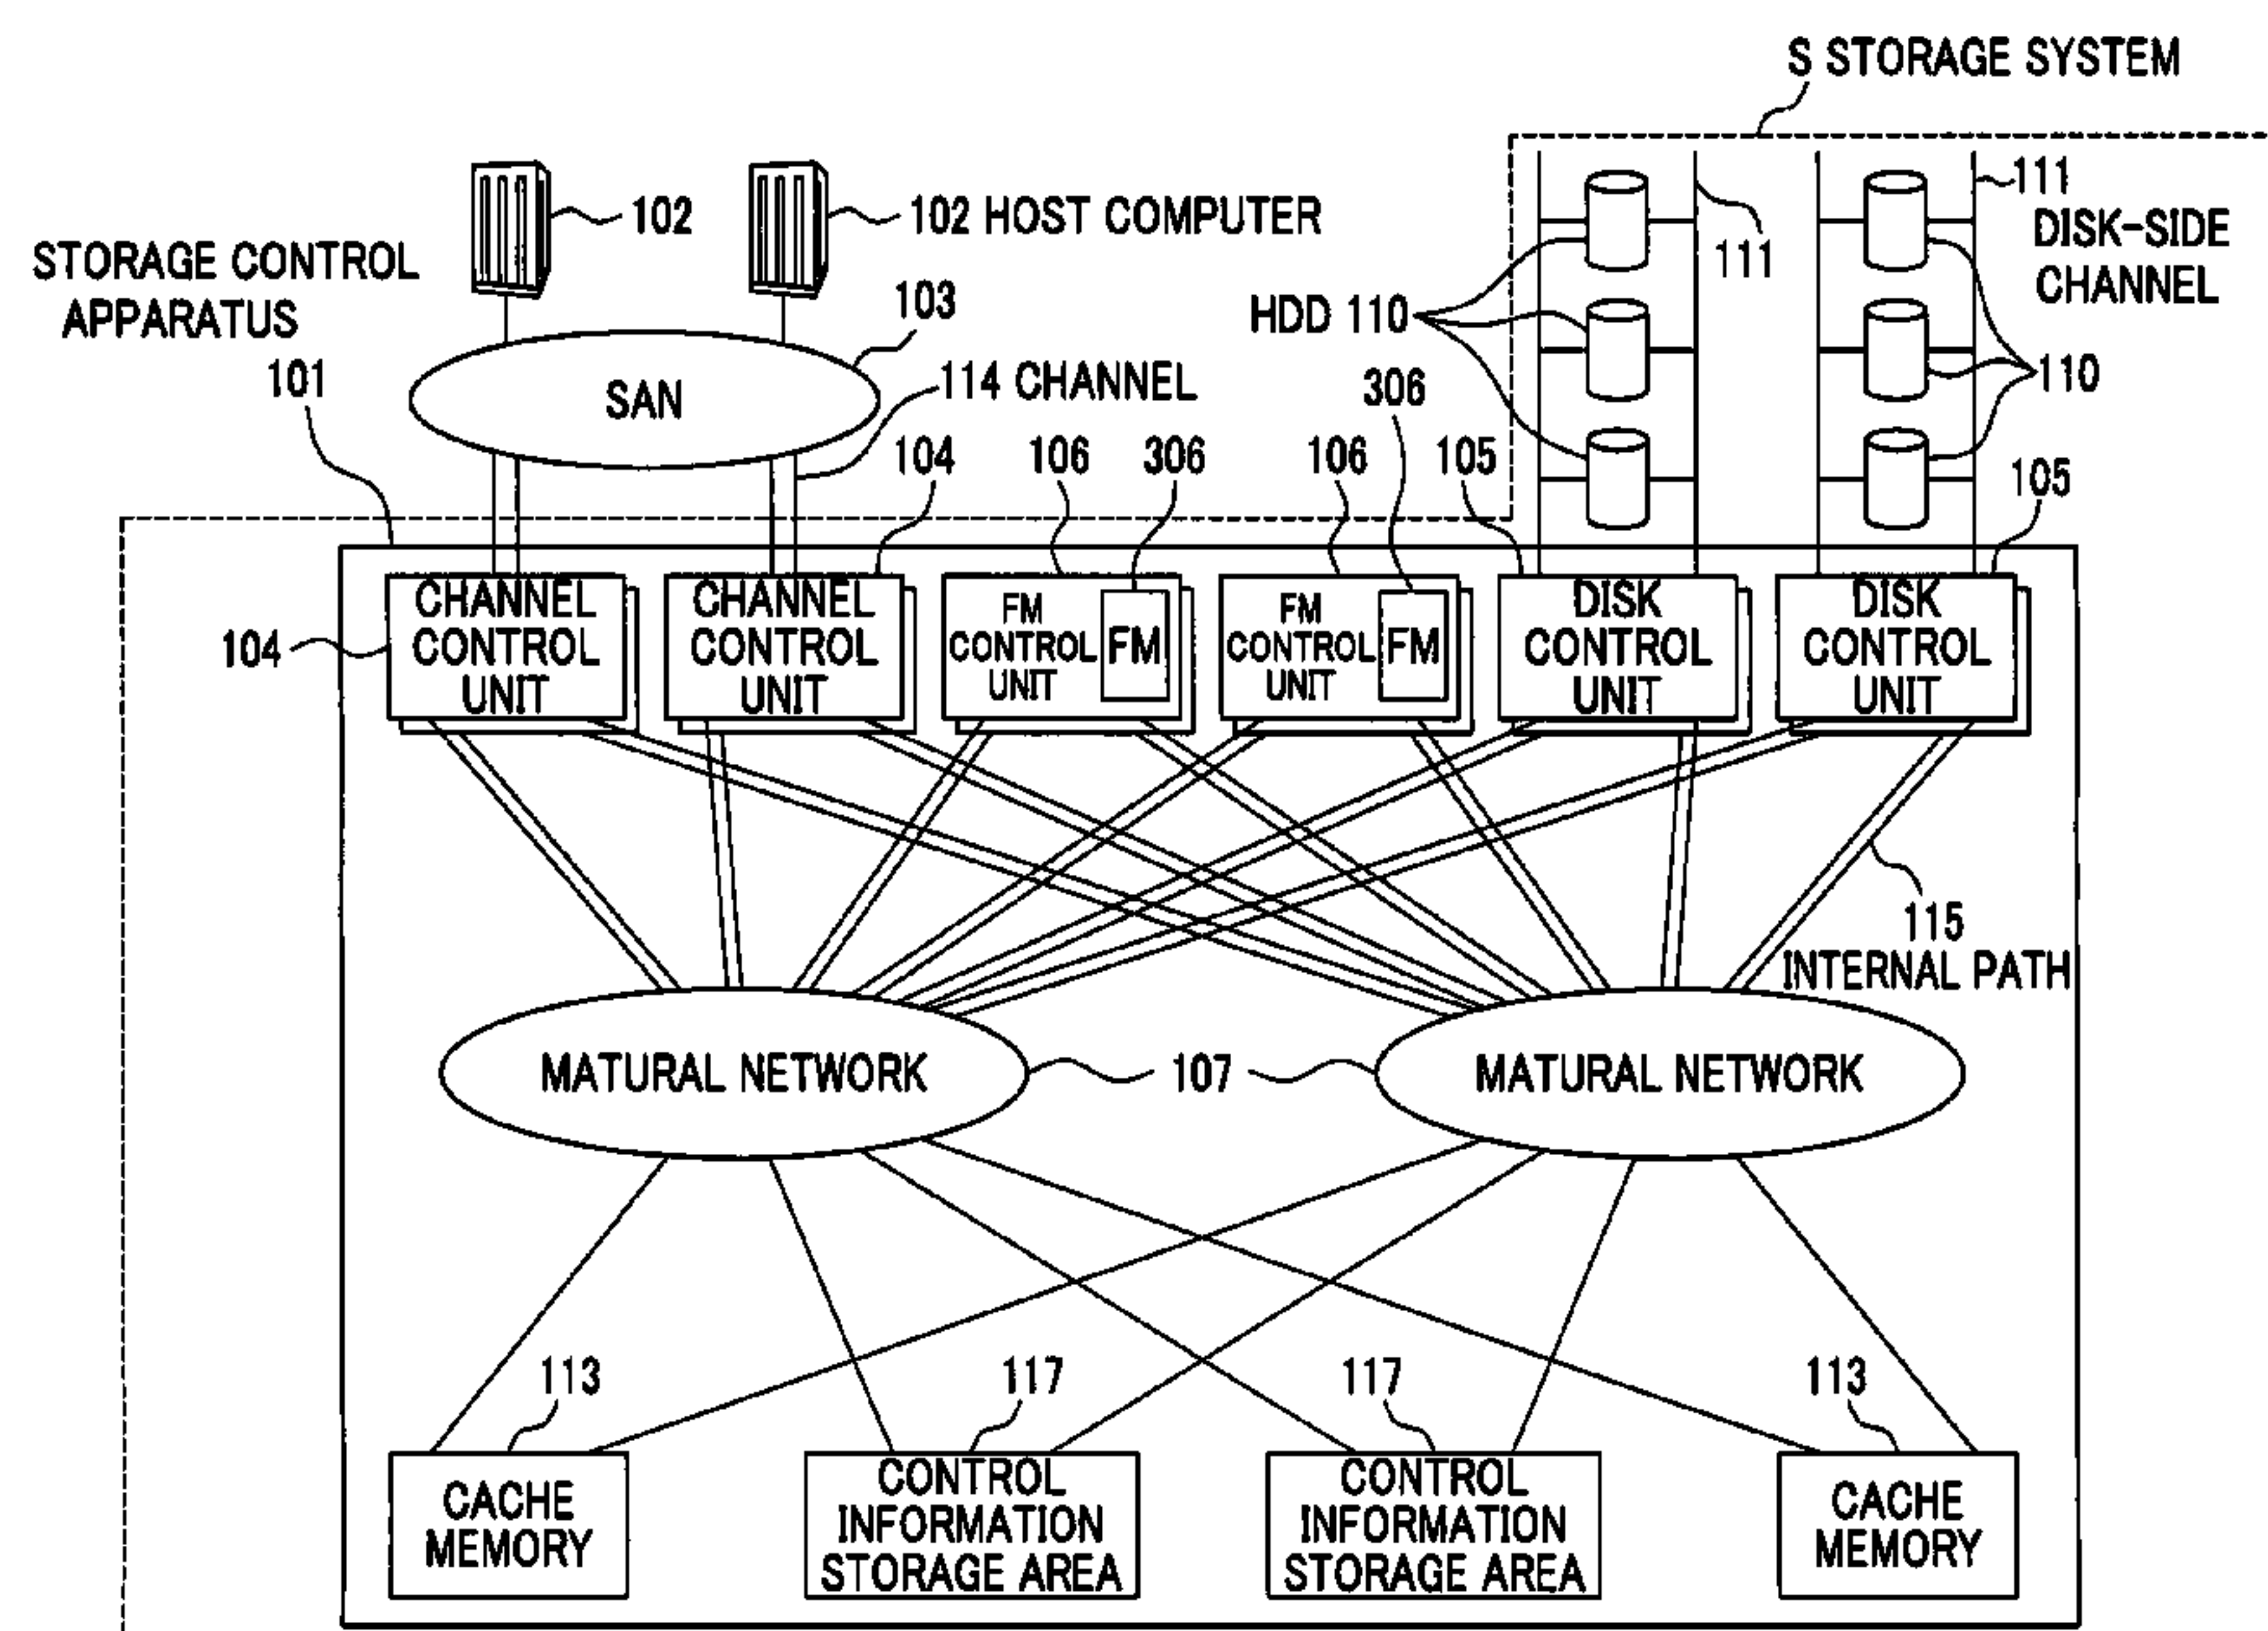 S STORAGE SYSTEM
102
102 HOST COMPUTER
111
111
DISK-SIDE
CHANNEL
STORAGE CONTROL
APPARATUS
103
HDD 110
110
101
SAN
114 CHANNEL
306
104
106
306
106
105
105
104
CHANNEL
CONTROL
UNIT
CHANNEL
CONTROL
UNIT
FM
CONTROL
UNIT
FM
FM
CONTROL
UNIT
FM
DISK
CONTROL
UNIT
DISK
CONTROL
UNIT
115
INTERNAL PATH
MATURAL NETWORK
107
MATURAL NETWORK
113
117
117
113
CACHE
MEMORY
CONTROL
INFORMATION
STORAGE AREA
CONTROL
INFORMATION
STORAGE AREA
CACHE
MEMORY